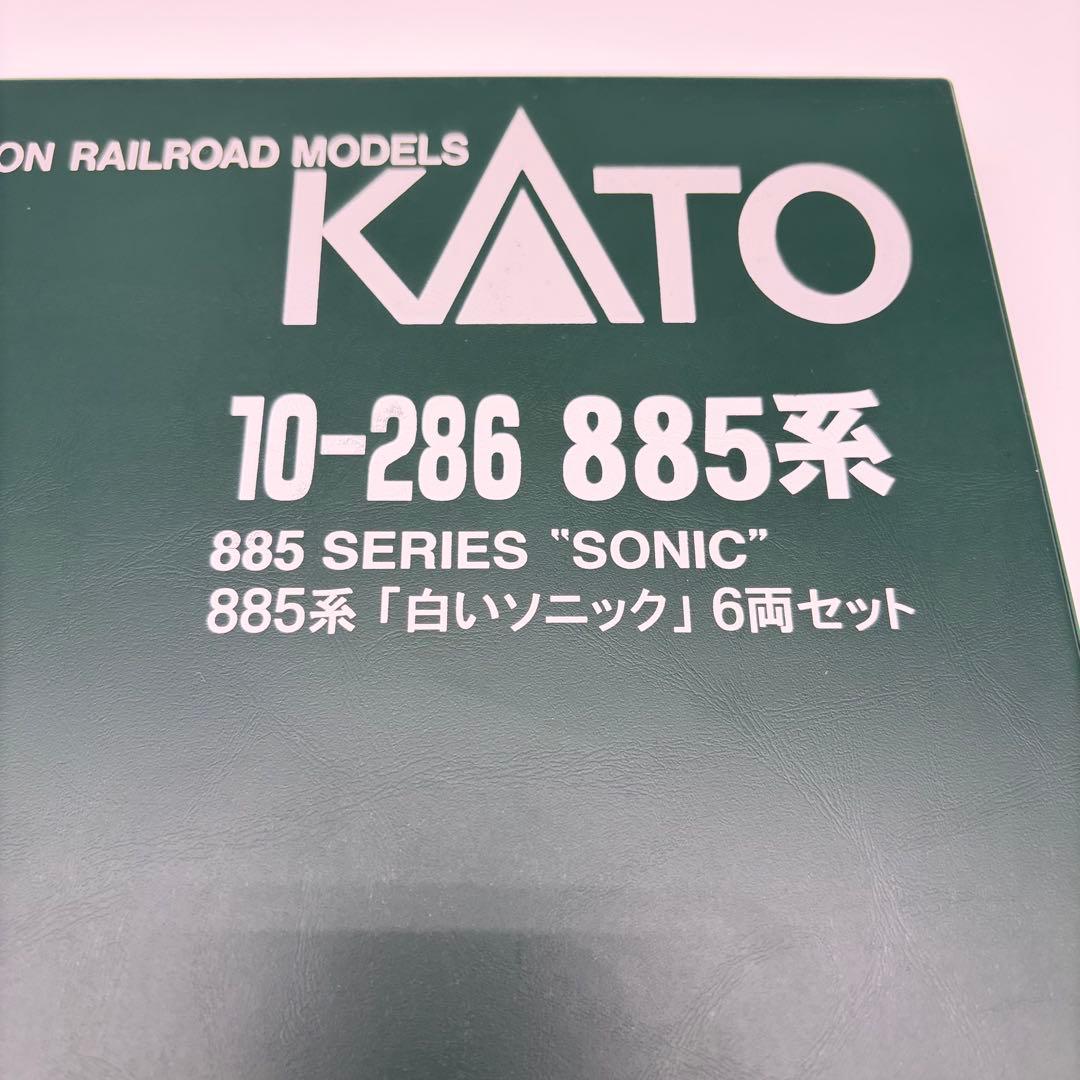 ON RAILROAD MODELS
KATO
10-286 885系
885 SERIES "SONIC"
885系「白いソニック」6両セット